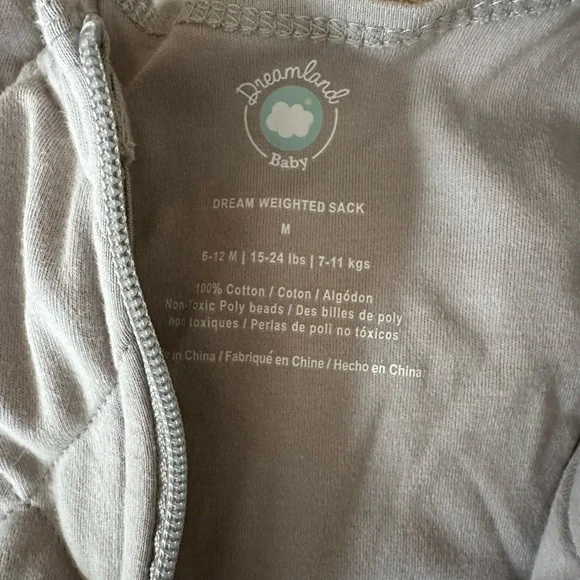 Dreamland
Baby
DREAM WEIGHTED SACK
M
6-12 M | 15-24 lbs | 7-11 kgs
100% Cotton / Coton / Algodón
Non-Toxic Poly beads / Des billes de poly
non toxiques / Perlas de poli no tóxicos
in China / Fabriqué en Chine / Hecho en China